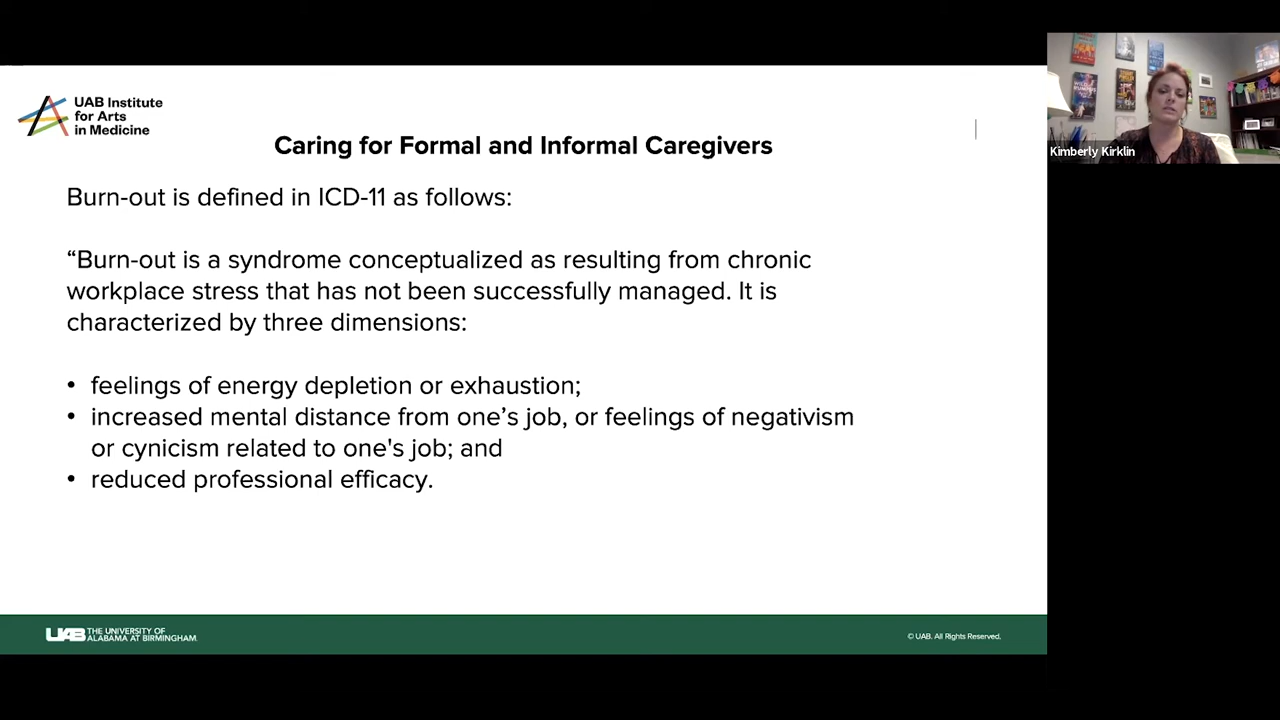 UAB Institute
for Arts
in Medicine
Caring for Formal and Informal Caregivers
Burn-out is defined in ICD-11 as follows:
“Burn-out is a syndrome conceptualized as resulting from chronic
workplace stress that has not been successfully managed. It is
characterized by three dimensions:
• feelings of energy depletion or exhaustion;
• increased mental distance from one’s job, or feelings of negativism
or cynicism related to one's job; and
• reduced professional efficacy.
Kimberly Kirklin
UAB THE UNIVERSITY OF
ALABAMA AT BIRMINGHAM
© UAB. All Rights Reserved.